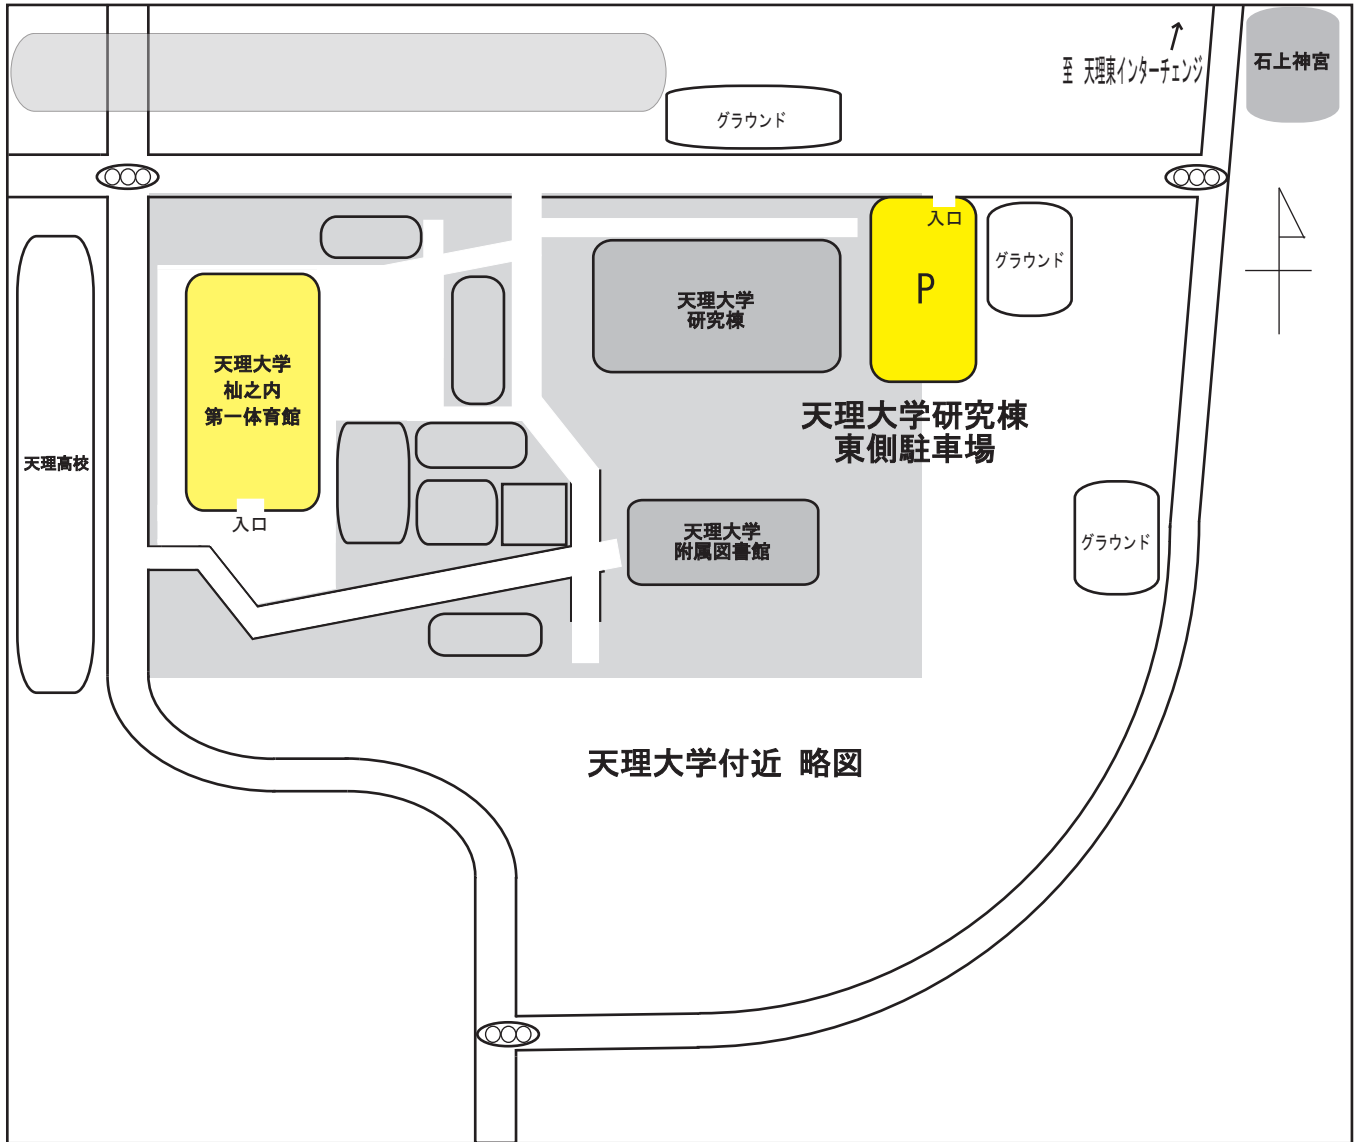 至 天理東インターチェンジ
石上神宮
グラウンド
入口
グラウンド
P
天理大学
研究棟
天理大学
杣之内
第一体育館
天理大学研究棟
東側駐車場
天理高校
入口
天理大学
附属図書館
グラウンド
天理大学付近 略図